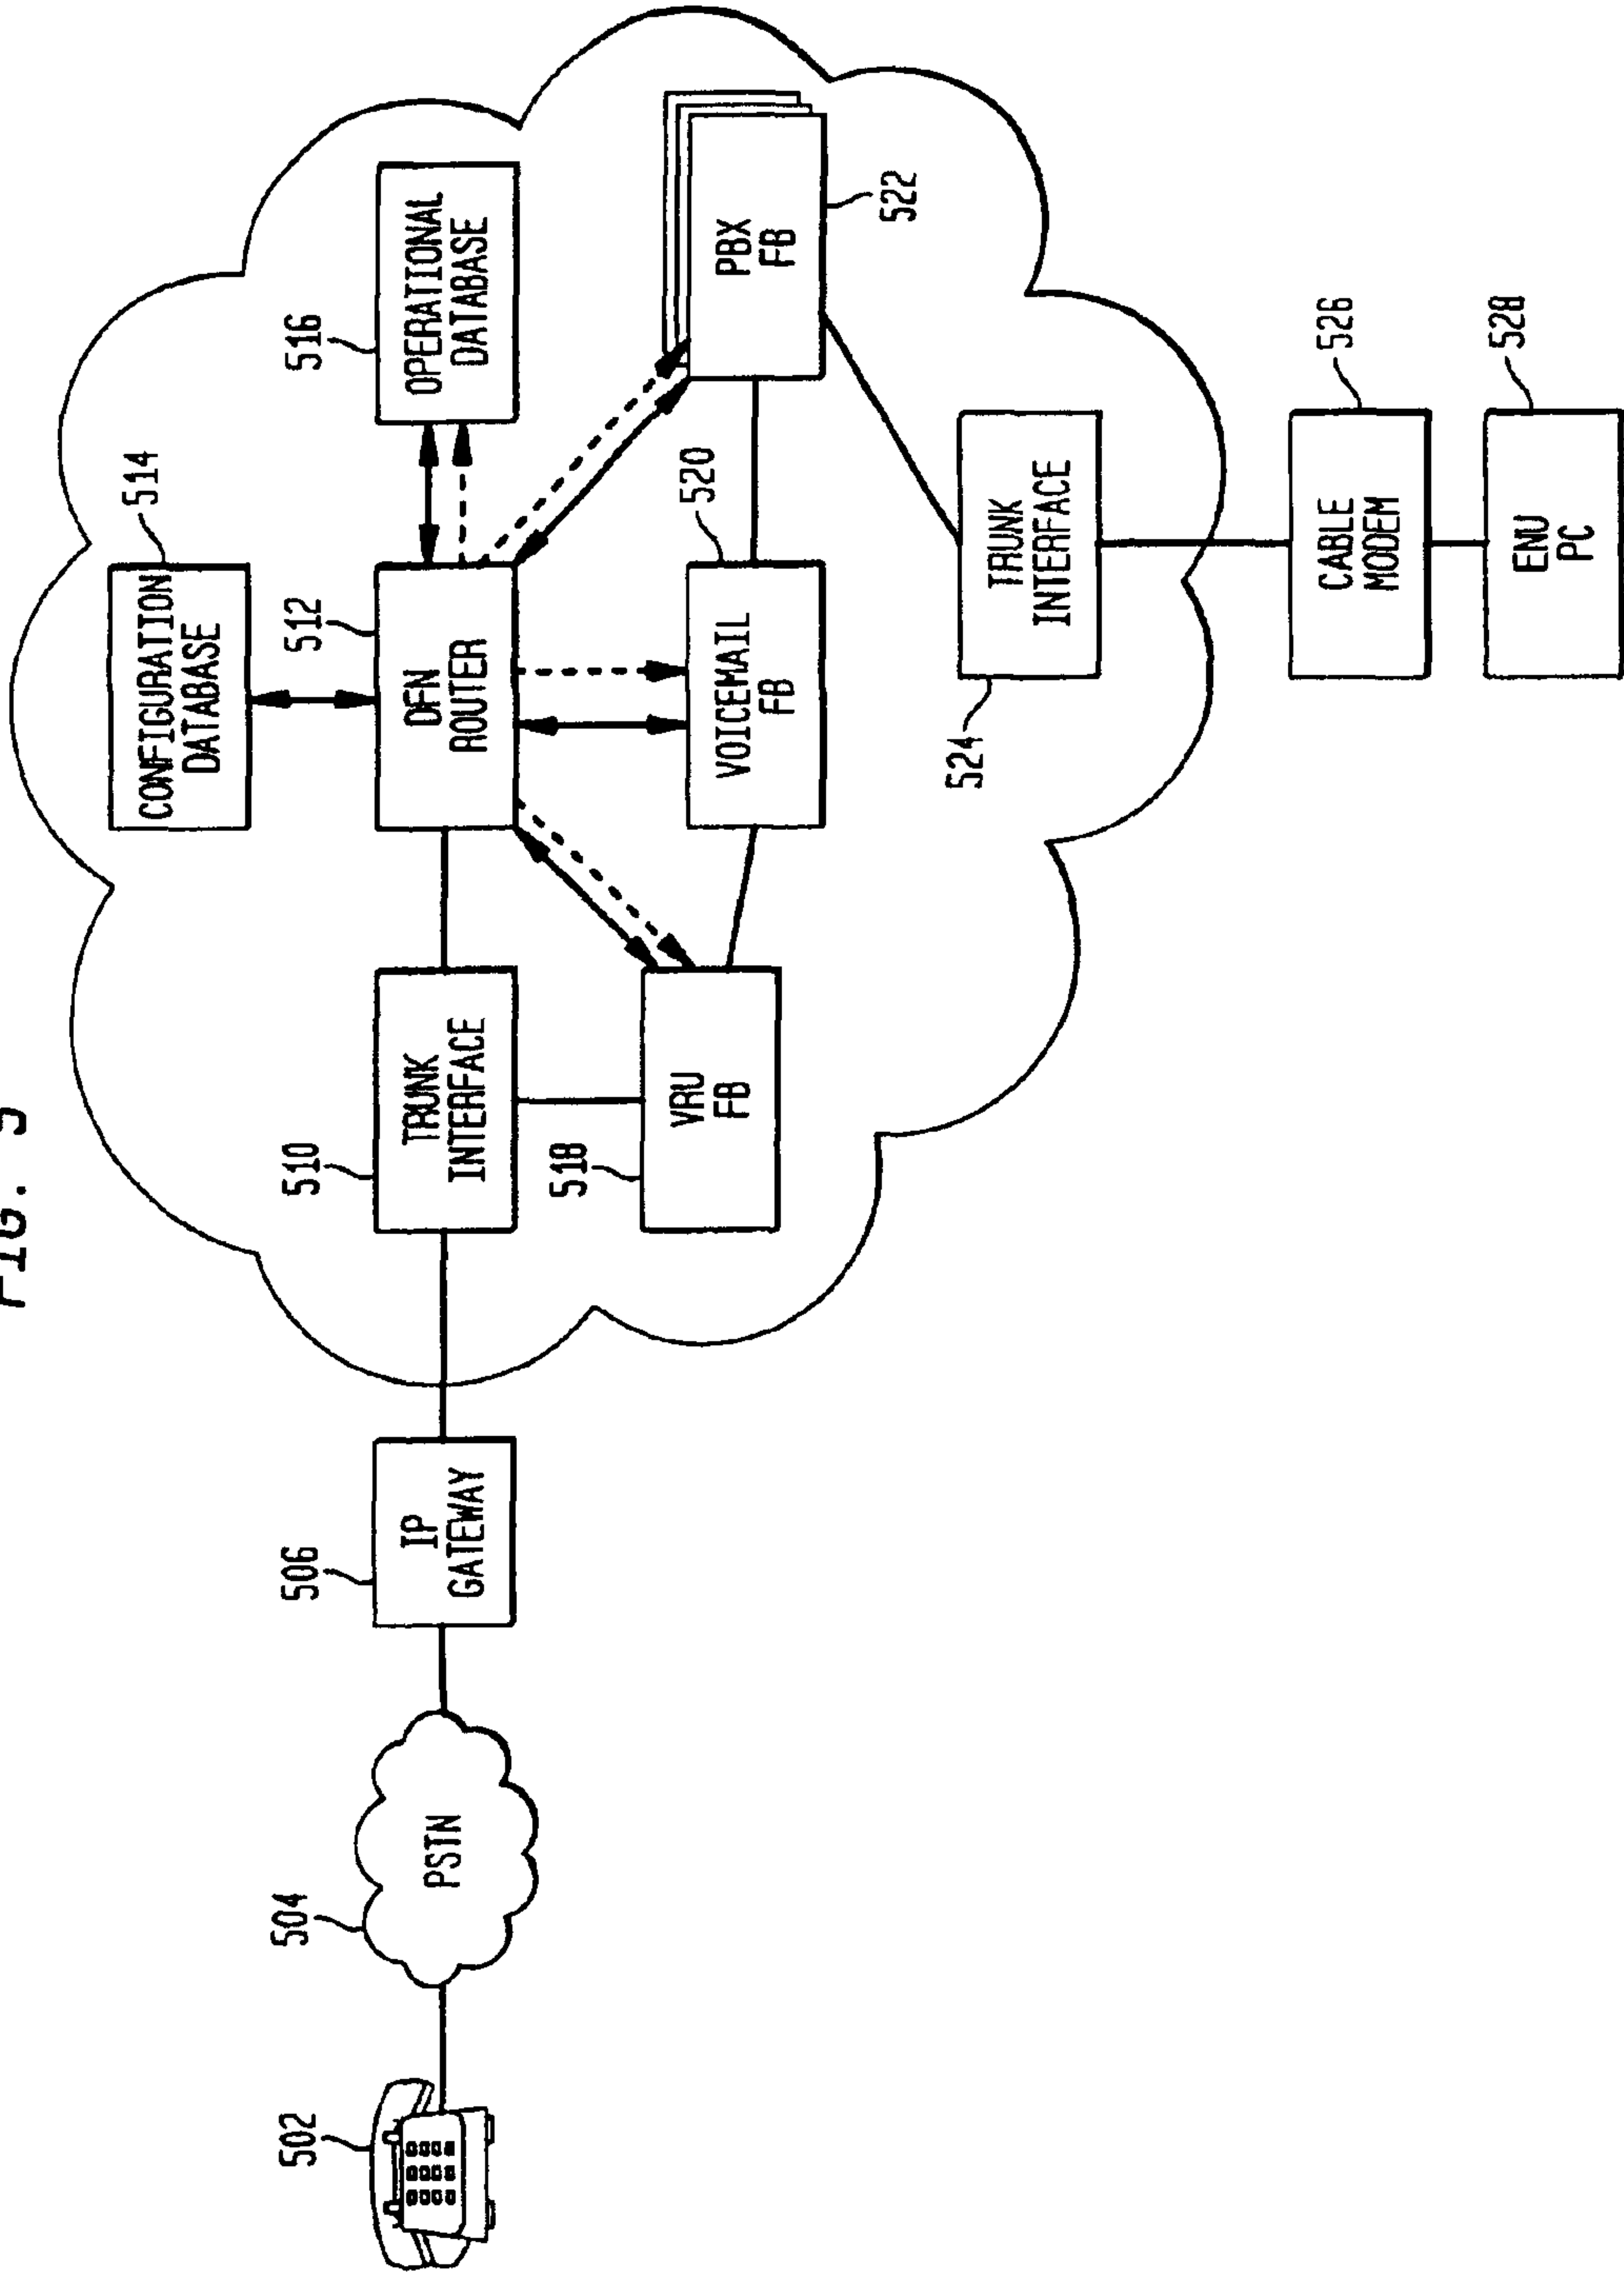 FIG. 5
514
CONFIGURATION
DATABASE
502
504
PSTN
506
IP
GATEWAY
510
TRUNK
INTERFACE
512
DFN
ROUTER
516
OPERATIONAL
DATABASE
518
VRU
FB
520
VOICEMAIL
FB
PBX
FB
522
524
TRUNK
INTERFACE
526
CABLE
MODEM
528
ENU
PC